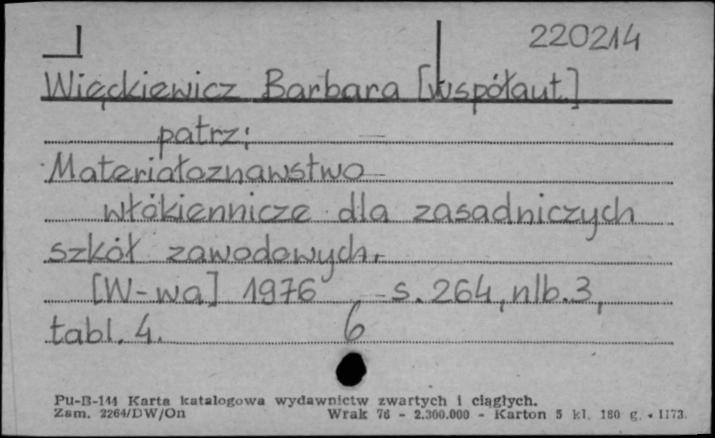 220214
Więckiewicz Barbara [współaut.]
patrz:
Materiałoznawstwo
włókiennicze dla zasadniczych
szkół zawodowych.
[W-wa] 1976 s. 264, nlb. 3,
tabl. 4. 6
Pu-B-144 Karta katalogowa wydawnictw zwartych i ciągłych.
Zam. 2264/DW/On Wrak 76 - 2.300.000 - Karton 5 kl. 180 g. 1173.